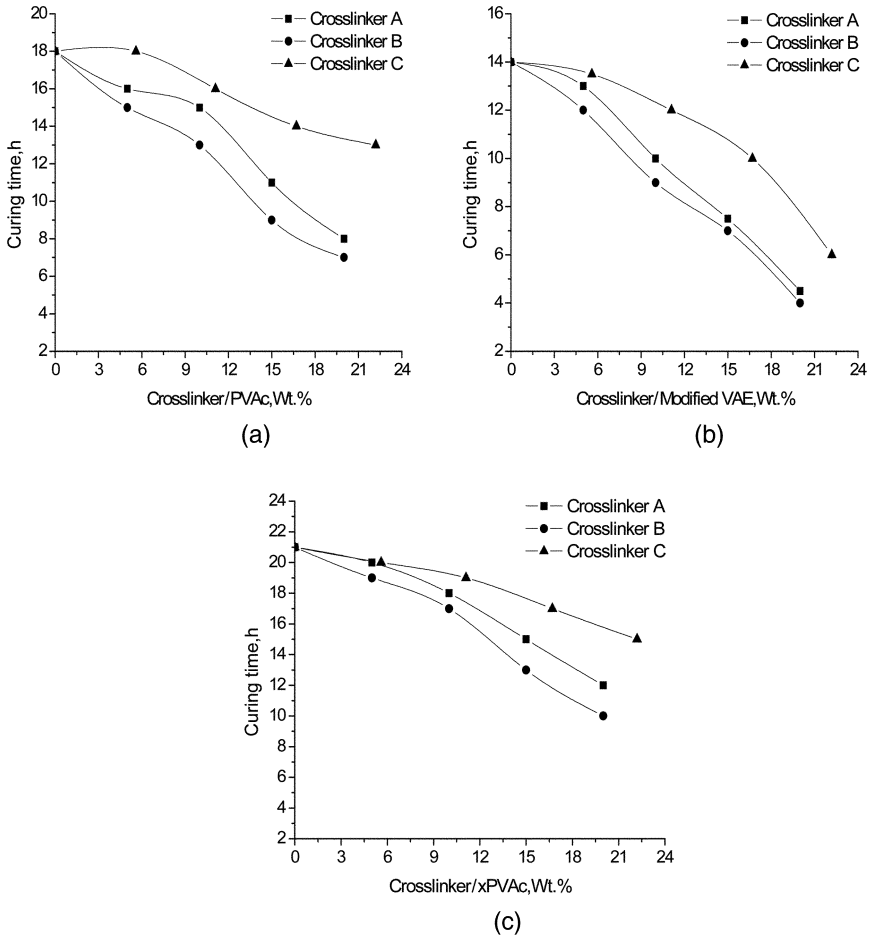 20
18
16
14
12
10
8
6
4
2
Curing time,h
Crosslinker A
Crosslinker B
Crosslinker C
0 3 6 9 12 15 18 21 24
Crosslinker/PVAc,Wt.%
(a)
16
14
12
10
8
6
4
2
Curing time,h
Crosslinker A
Crosslinker B
Crosslinker C
0 3 6 9 12 15 18 21 24
Crosslinker/Modified VAE,Wt.%
(b)
24
22
20
18
16
14
12
10
8
6
4
2
Curing time,h
Crosslinker A
Crosslinker B
Crosslinker C
0 3 6 9 12 15 18 21 24
Crosslinker/xPVAc,Wt.%
(c)